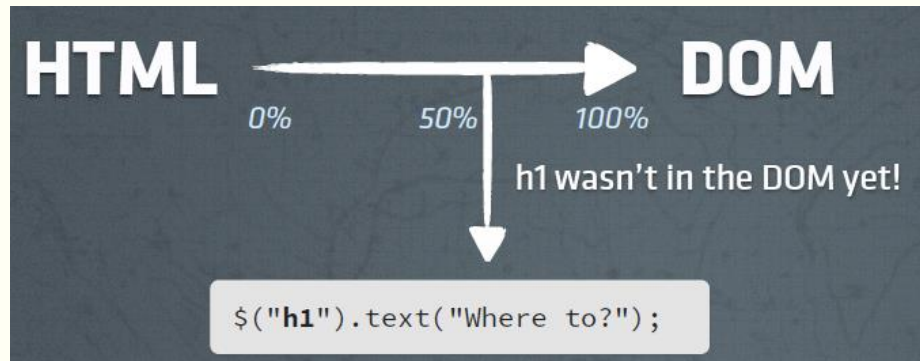 HTML DOM
0% 50% 100%
h1 wasn't in the DOM yet!
$("h1").text("Where to?");